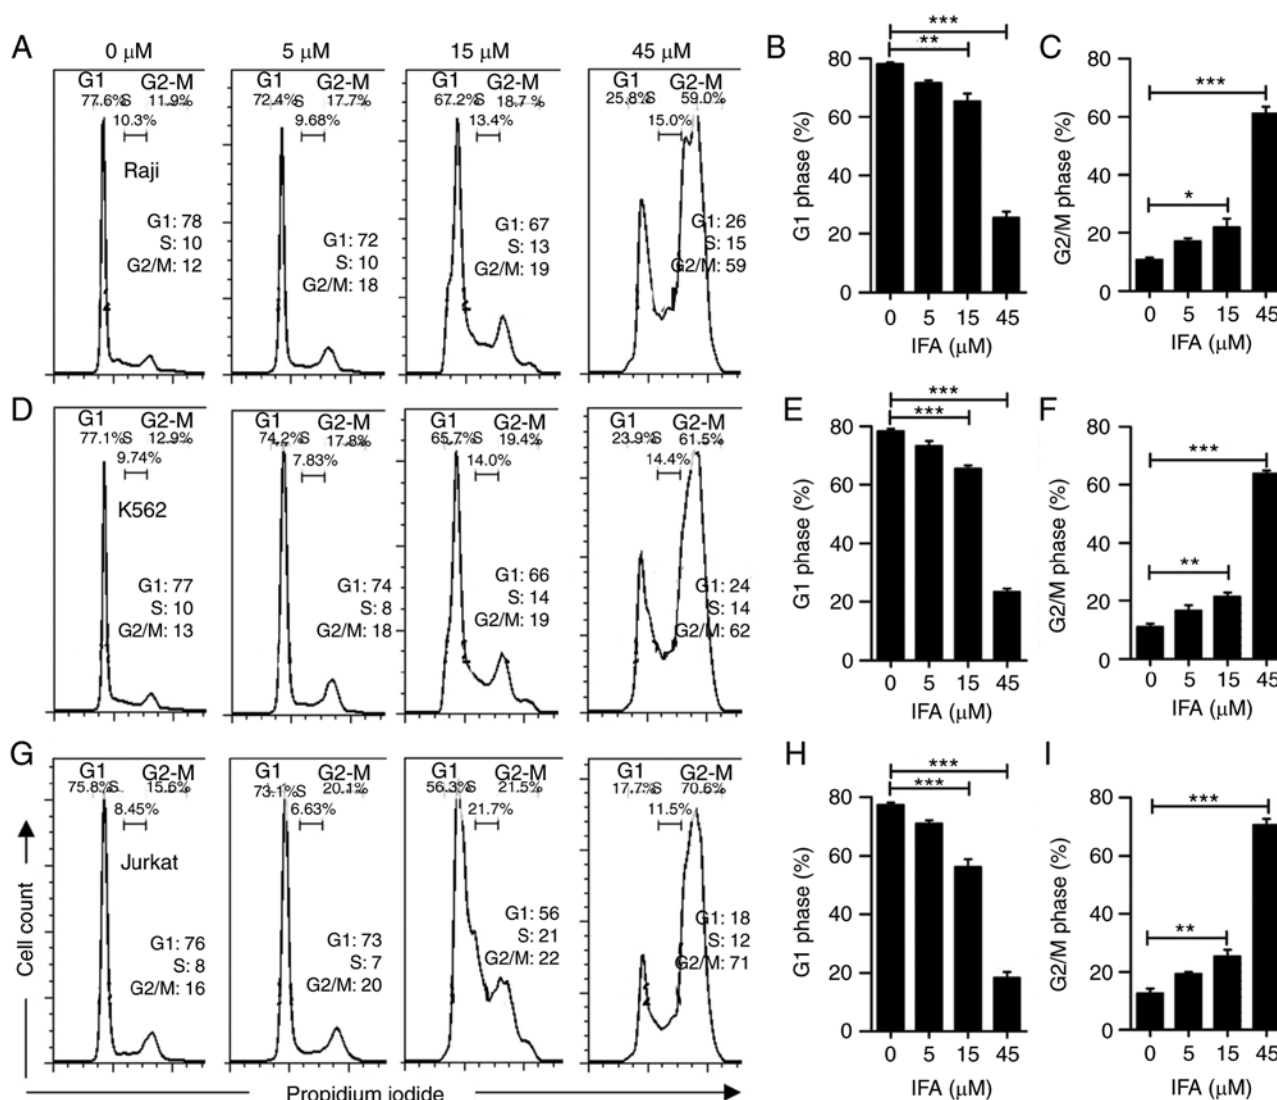 A
0 μM
5 μM
15 μM
45 μM
G1 G2-M
77.6% S 11.9%
10.3%
Raji
G1: 78
S: 10
G2/M: 12
G1 G2-M
72.4% S 17.7%
9.68%
G1: 72
S: 10
G2/M: 18
G1 G2-M
67.2% S 18.7%
13.4%
G1: 67
S: 13
G2/M: 19
G1 G2-M
25.8% S 59.0%
15.0%
G1: 26
S: 15
G2/M: 59
B
***
**
G1 phase (%)
80
60
40
20
0
0 5 15 45
IFA (μM)
C
***
*
G2/M phase (%)
80
60
40
20
0
0 5 15 45
IFA (μM)
D
G1 G2-M
77.1% S 12.9%
9.74%
K562
G1: 77
S: 10
G2/M: 13
G1 G2-M
74.2% S 17.8%
7.83%
G1: 74
S: 8
G2/M: 18
G1 G2-M
65.7% S 19.4%
14.0%
G1: 66
S: 14
G2/M: 19
G1 G2-M
23.9% S 61.5%
14.4%
G1: 24
S: 14
G2/M: 62
E
***
***
G1 phase (%)
80
60
40
20
0
0 5 15 45
IFA (μM)
F
***
**
G2/M phase (%)
80
60
40
20
0
0 5 15 45
IFA (μM)
G
G1 G2-M
75.8% S 15.6%
8.45%
Jurkat
G1: 76
S: 8
G2/M: 16
G1 G2-M
73.1% S 20.1%
6.63%
G1: 73
S: 7
G2/M: 20
G1 G2-M
56.3% S 21.5%
21.7%
G1: 56
S: 21
G2/M: 22
G1 G2-M
17.7% S 70.6%
11.5%
G1: 18
S: 12
G2/M: 71
Cell count
Propidium iodide
H
***
***
G1 phase (%)
80
60
40
20
0
0 5 15 45
IFA (μM)
I
***
**
G2/M phase (%)
80
60
40
20
0
0 5 15 45
IFA (μM)